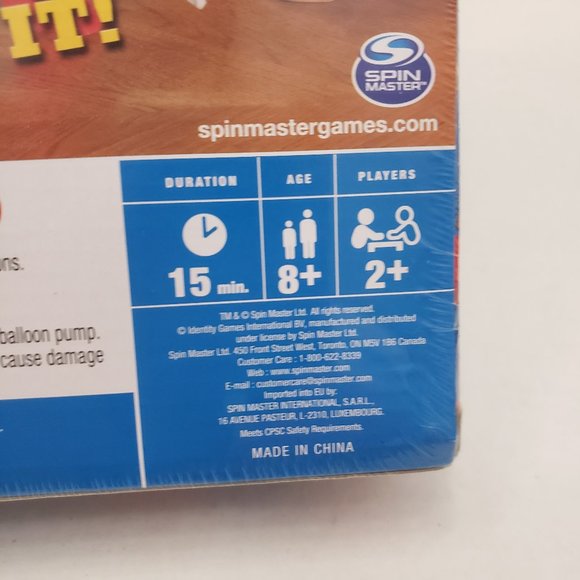 IT!
SPIN
MASTER™
spinmastergames.com
DURATION AGE PLAYERS
15 min. 8+ 2+
ons.
balloon pump.
cause damage
TM & © Spin Master Ltd. All rights reserved.
© Identity Games International BV, manufactured and distributed
under license by Spin Master Ltd.
Spin Master Ltd. 450 Front Street West, Toronto, ON M5V 1B6 Canada
Customer Care : 1-800-622-8339
Web : www.spinmaster.com
E-mail : customercare@spinmaster.com
Imported into EU by:
SPIN MASTER INTERNATIONAL, S.A.R.L.,
16 AVENUE PASTEUR, L-2310, LUXEMBOURG.
Meets CPSC Safety Requirements.
MADE IN CHINA